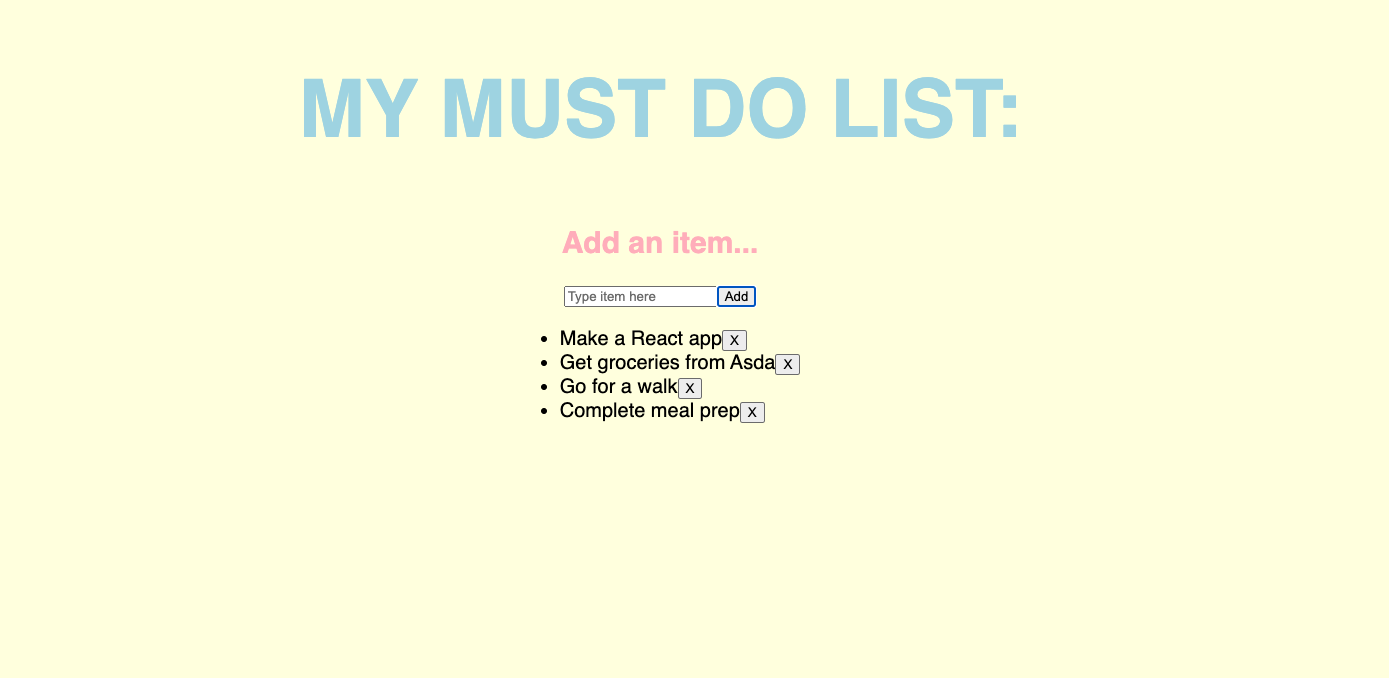 MY MUST DO LIST:
Add an item...
Type item here Add
• Make a React app X
• Get groceries from Asda X
• Go for a walk X
• Complete meal prep X